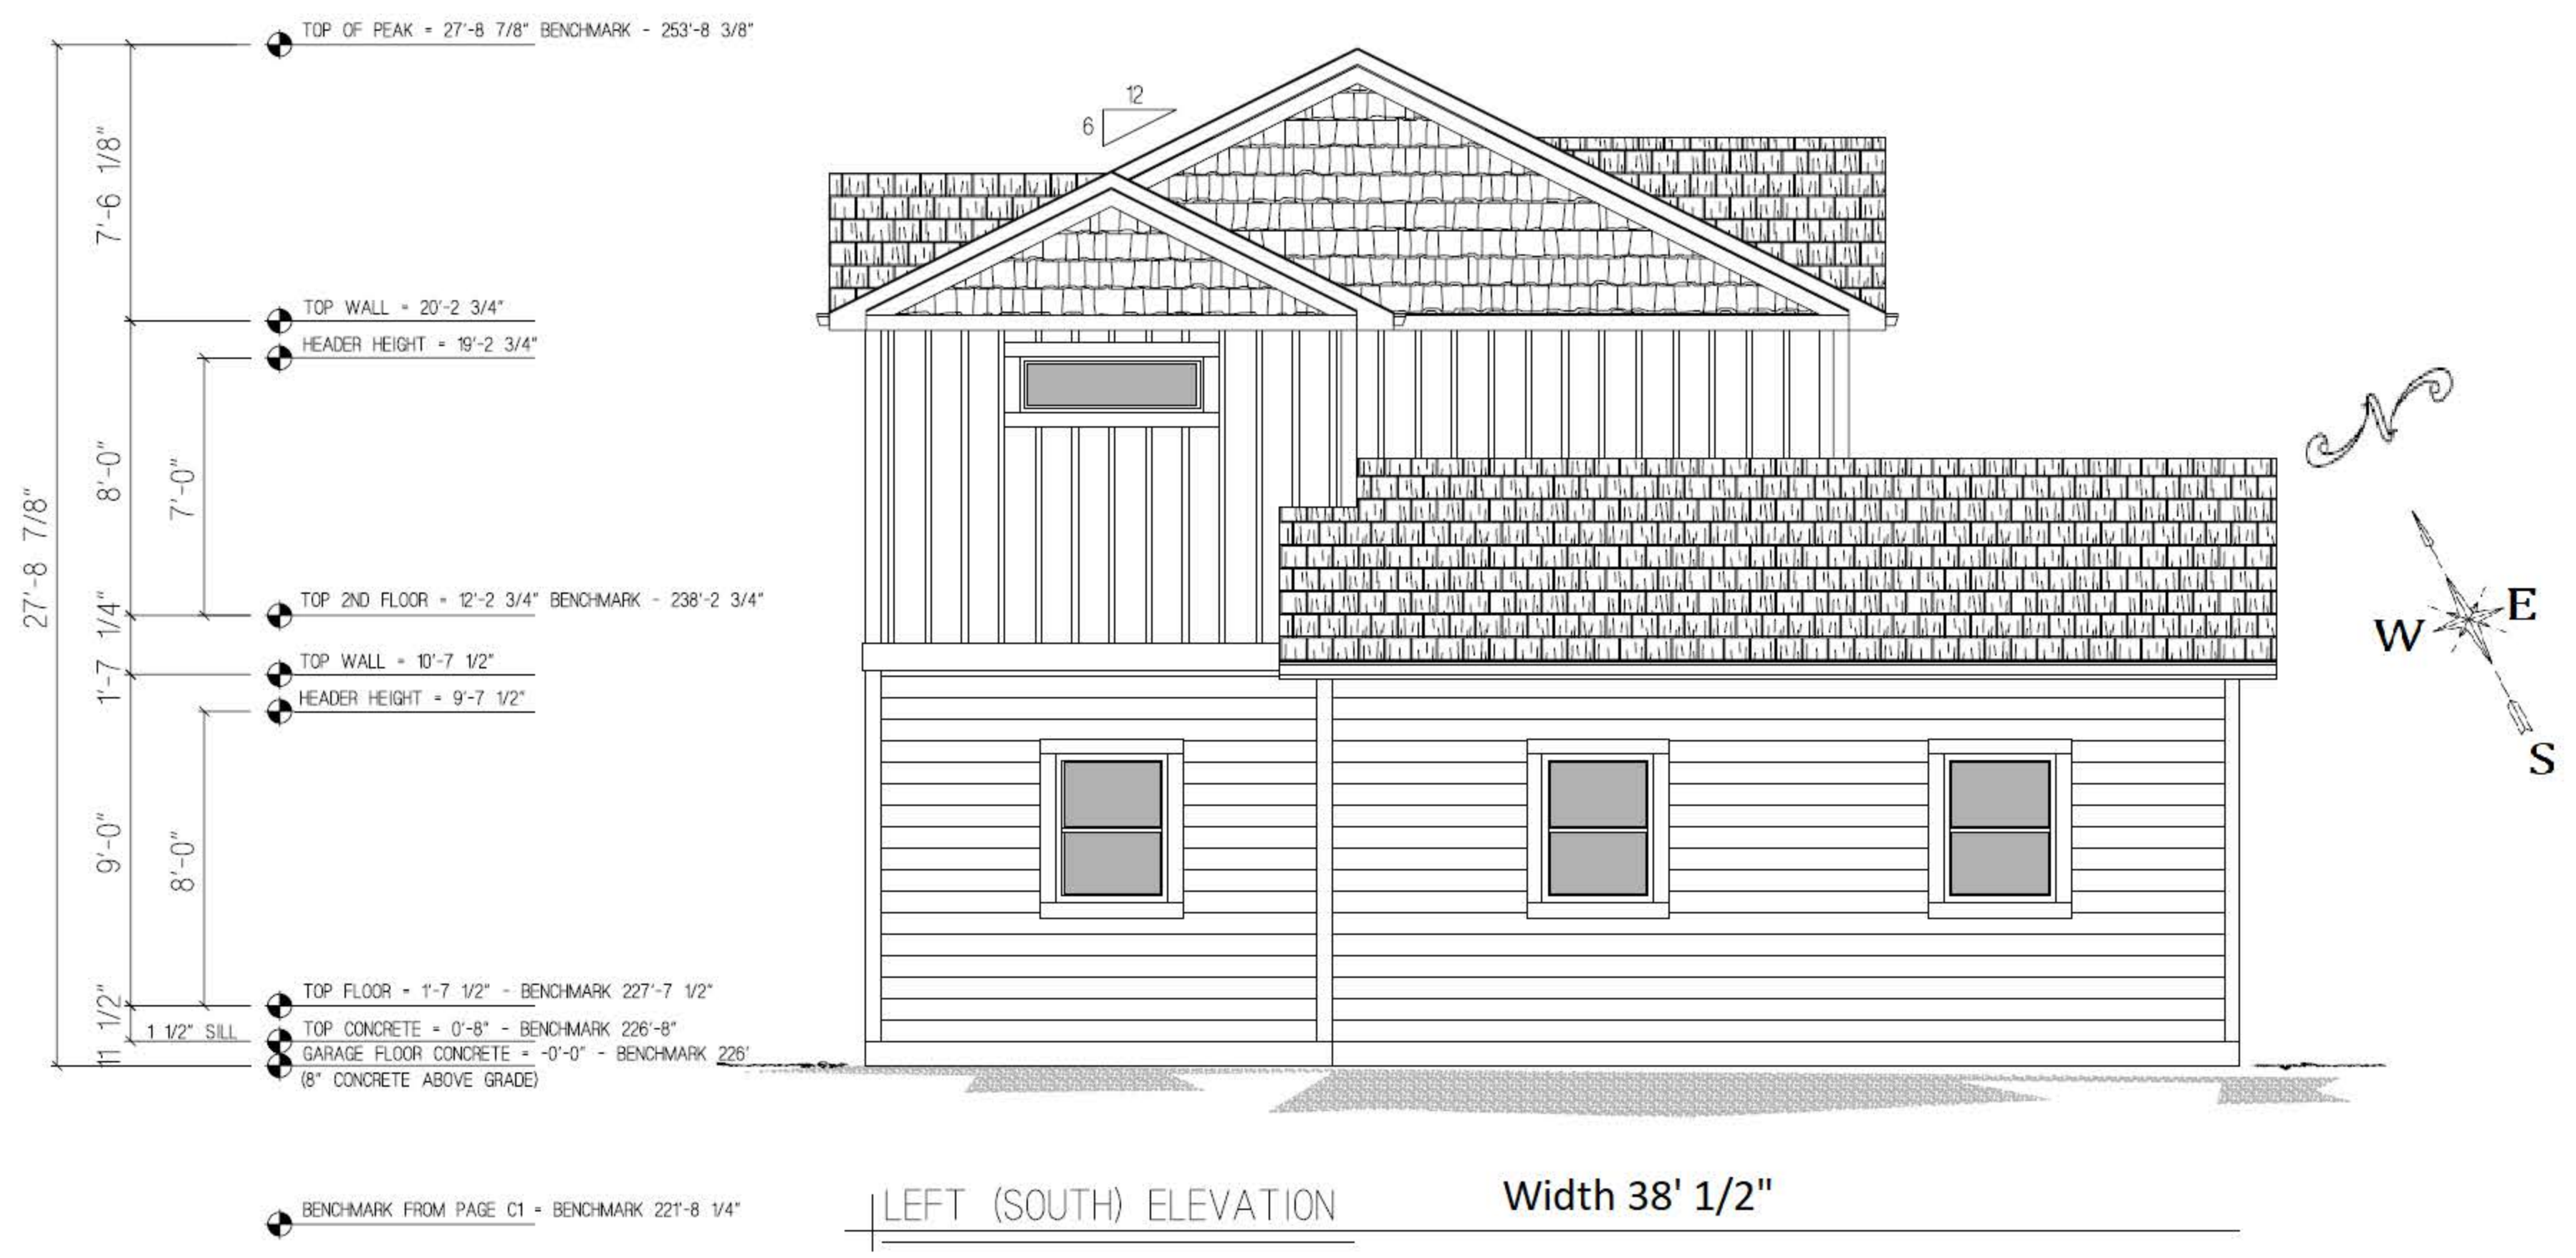 TOP OF PEAK = 27'-8 7/8" BENCHMARK - 253'-8 3/8"
12
6
7'-6 1/8"
TOP WALL = 20'-2 3/4"
HEADER HEIGHT = 19'-2 3/4"
8'-0"
7'-0"
27'-8 7/8"
N
TOP 2ND FLOOR = 12'-2 3/4" BENCHMARK - 238'-2 3/4"
1'-7 1/4"
TOP WALL = 10'-7 1/2"
HEADER HEIGHT = 9'-7 1/2"
W
E
S
9'-0"
8'-0"
TOP FLOOR = 1'-7 1/2" - BENCHMARK 227'-7 1/2"
11 1/2"
1 1/2" SILL
TOP CONCRETE = 0'-8" - BENCHMARK 226'-8"
GARAGE FLOOR CONCRETE = -0'-0" - BENCHMARK 226'
(8" CONCRETE ABOVE GRADE)
BENCHMARK FROM PAGE C1 = BENCHMARK 221'-8 1/4"
LEFT (SOUTH) ELEVATION
Width 38' 1/2"